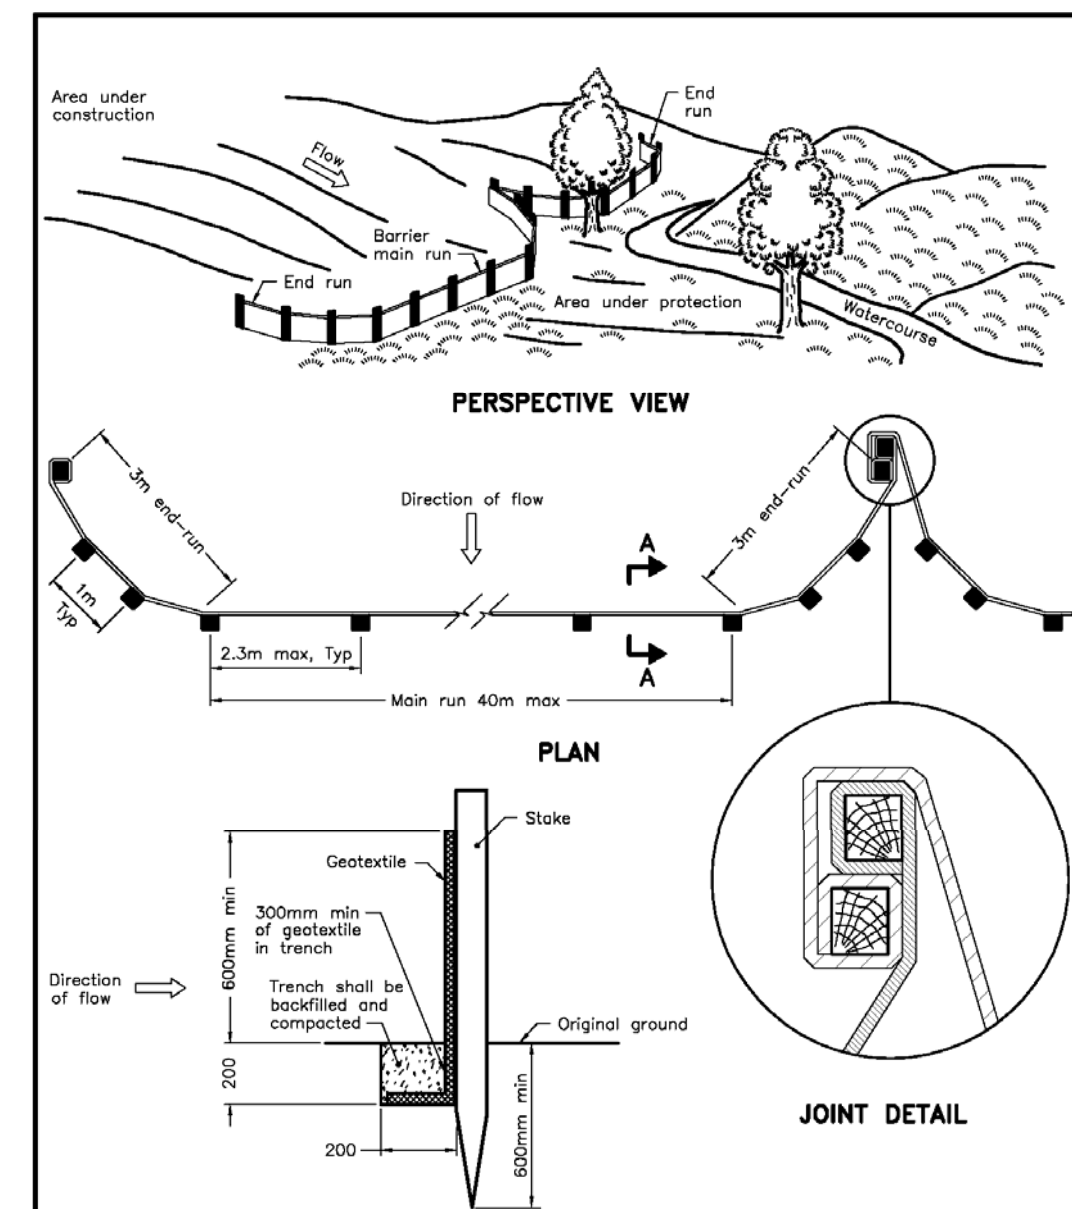 Area under
construction
Flow
End
run
Barrier
main run
End run
Area under protection
Watercourse
PERSPECTIVE VIEW
3m end-run
Direction of flow
3m end-run
A
1m
Typ
2.3m max, Typ
A
Main run 40m max
PLAN
Stake
Geotextile
600mm min
300mm min
of geotextile
in trench
Direction
of flow
Trench shall be
backfilled and
compacted
Original ground
200
600mm min
200
JOINT DETAIL